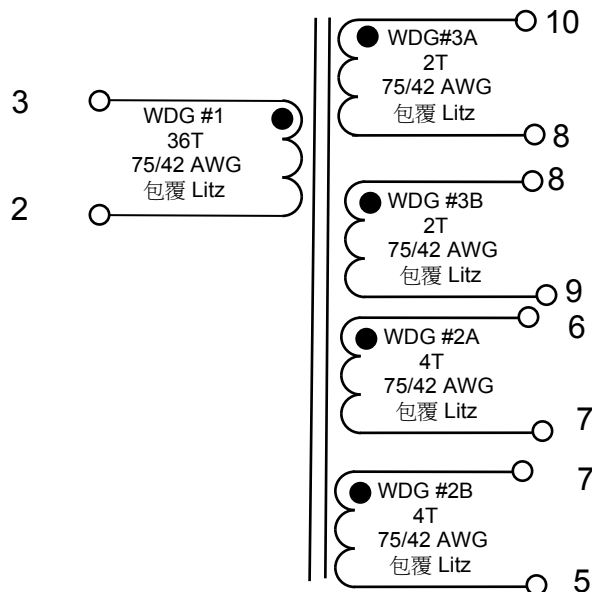 3
WDG #1
36T
75/42 AWG
包覆 Litz
2
WDG#3A
2T
75/42 AWG
包覆 Litz
10
8
WDG #3B
2T
75/42 AWG
包覆 Litz
8
9
WDG #2A
4T
75/42 AWG
包覆 Litz
6
7
WDG #2B
4T
75/42 AWG
包覆 Litz
7
5